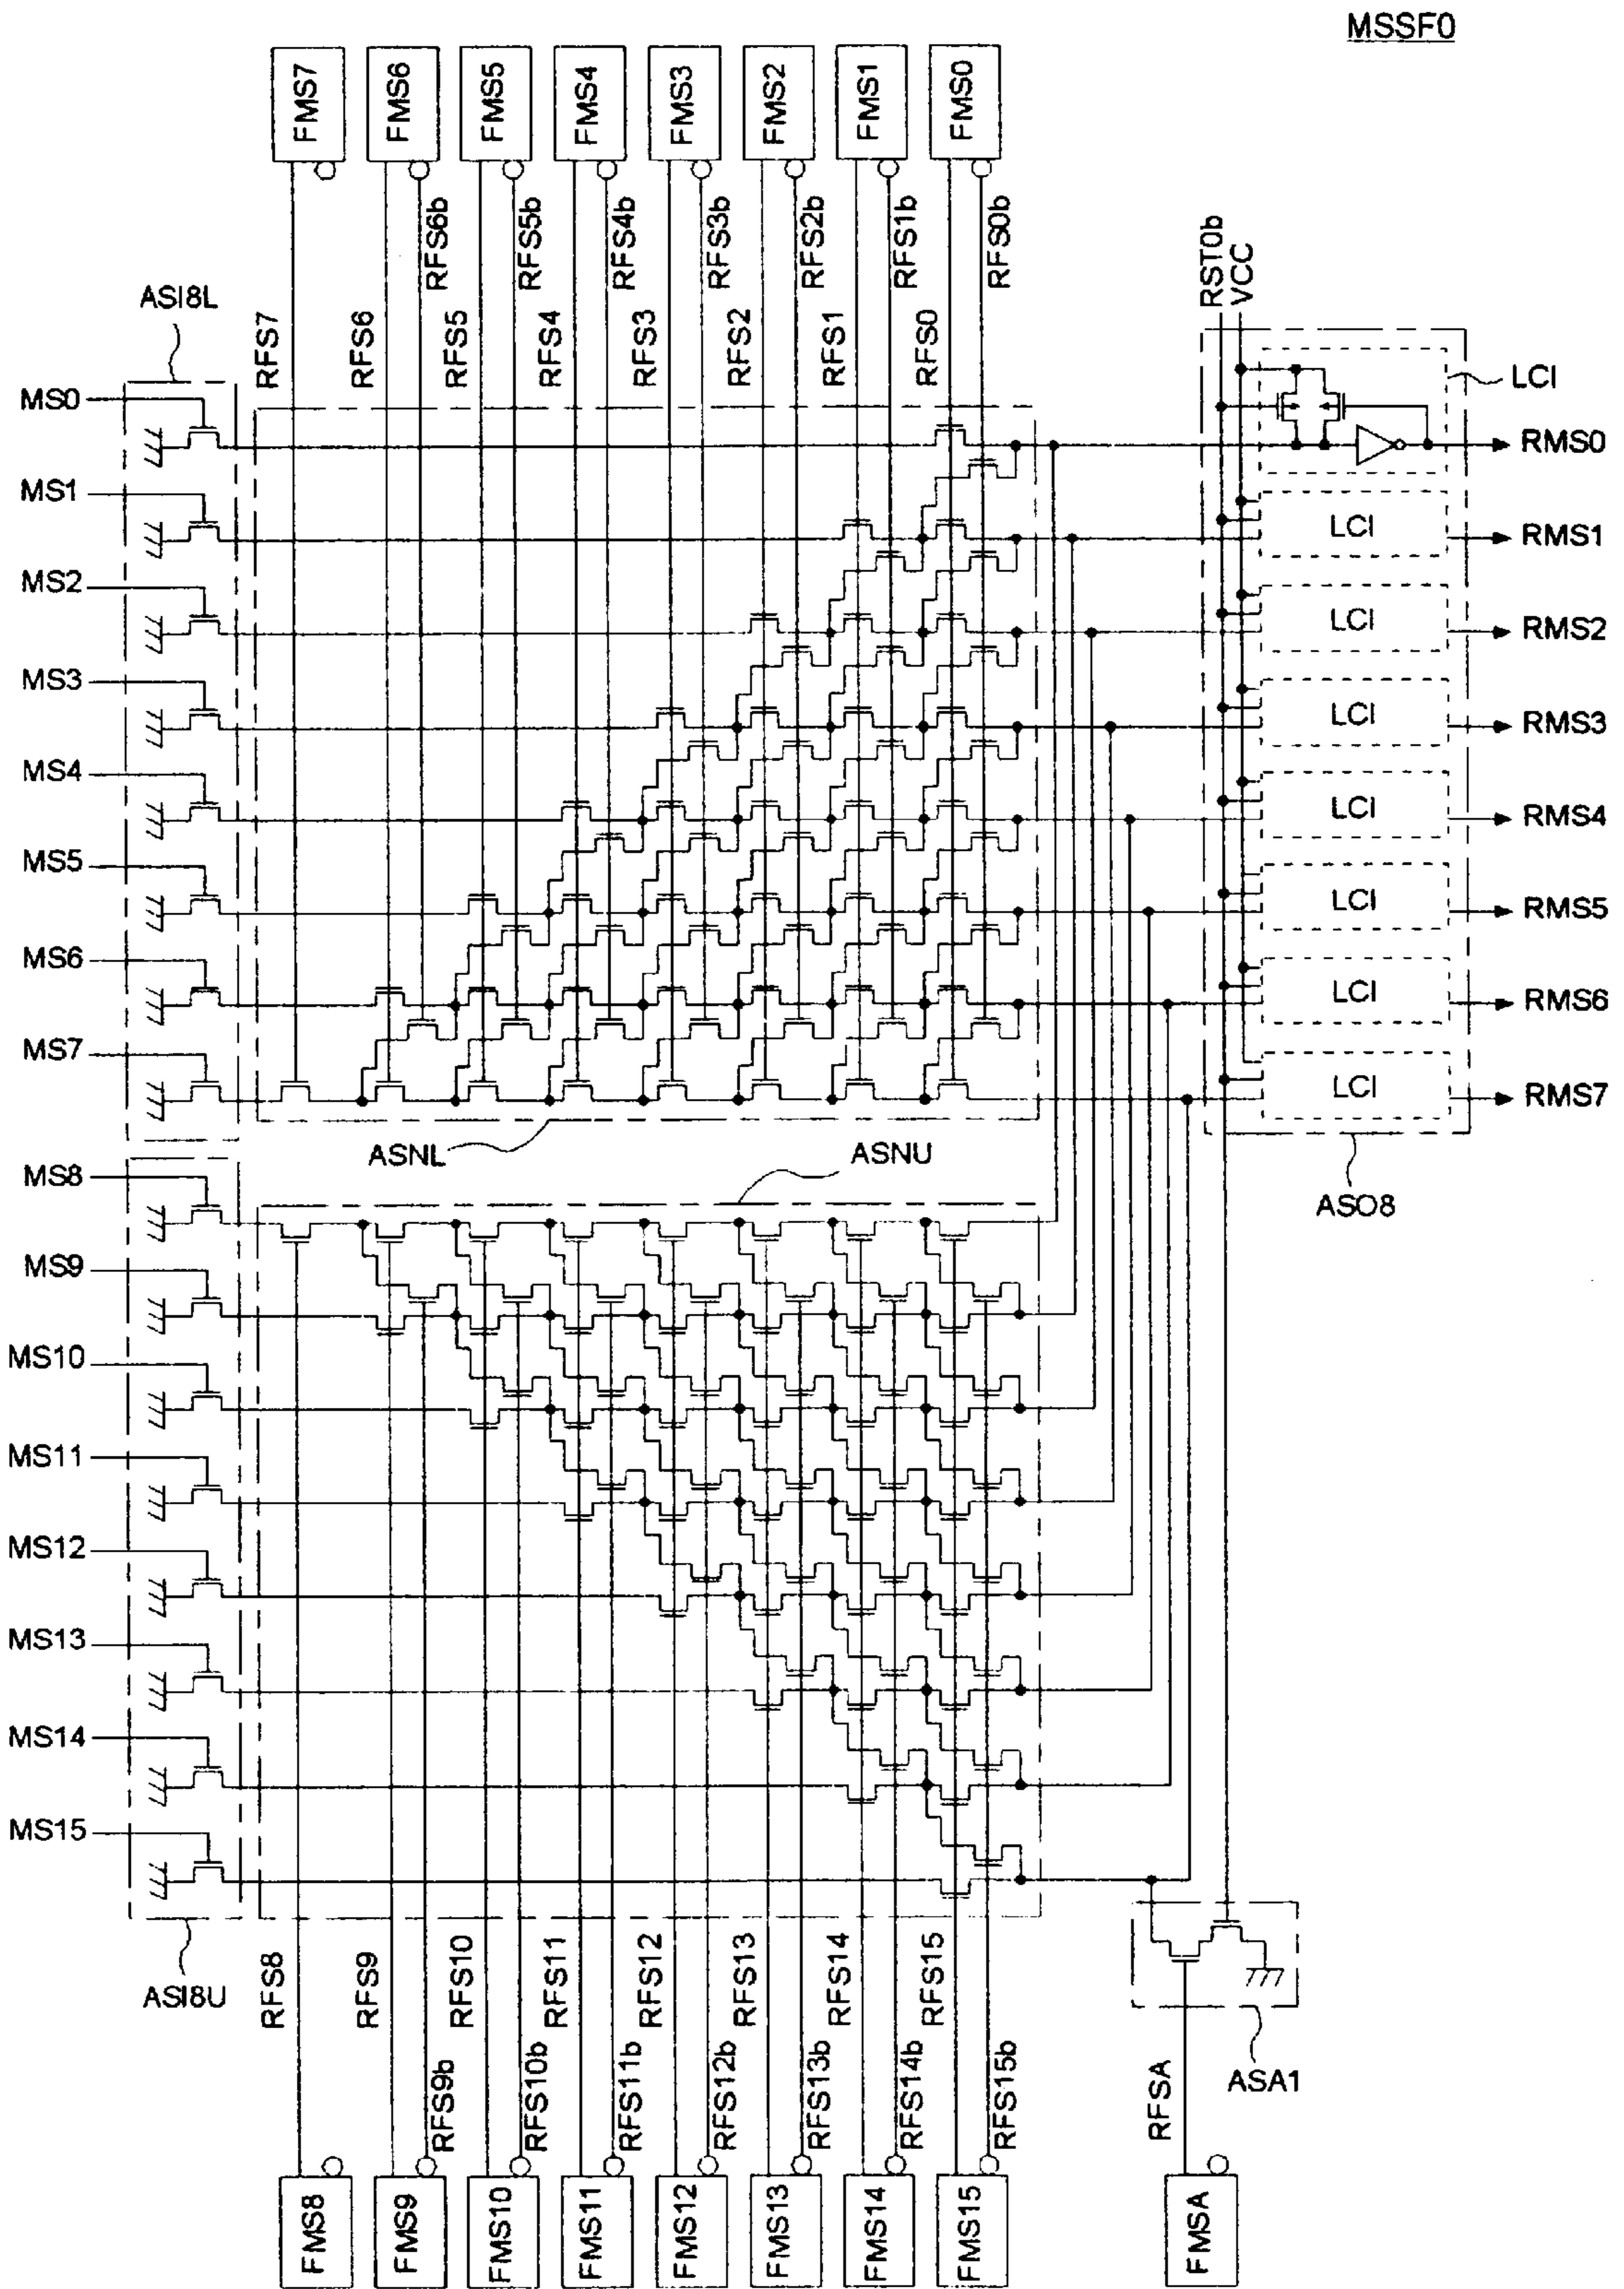 MSSF0
FMS7
FMS6
FMS5
FMS4
FMS3
FMS2
FMS1
FMS0
RFS6b
RFS5b
RFS4b
RFS3b
RFS2b
RFS1b
RFS0b
RFS7
RFS6
RFS5
RFS4
RFS3
RFS2
RFS1
RFS0
RST0b
VCC
ASI8L
LCI
MS0
RMS0
MS1
LCI
RMS1
MS2
LCI
RMS2
MS3
LCI
RMS3
MS4
LCI
RMS4
MS5
LCI
RMS5
MS6
LCI
RMS6
MS7
LCI
RMS7
ASNL
ASNU
ASO8
MS8
MS9
MS10
MS11
MS12
MS13
MS14
MS15
ASI8U
RFS8
RFS9
RFS10
RFS11
RFS12
RFS13
RFS14
RFS15
RFS9b
RFS10b
RFS11b
RFS12b
RFS13b
RFS14b
RFS15b
RFSA
ASA1
FMS8
FMS9
FMS10
FMS11
FMS12
FMS13
FMS14
FMS15
FMSA